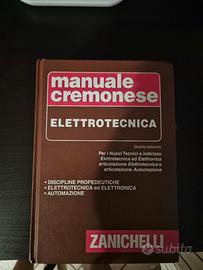 manuale
cremonese
ELETTROTECNICA
Quarta edizione
Per i Nuovi Tecnici a indirizzo
Elettrotecnica ed Elettronica
articolazione Elettrotecnica e
articolazione Automazione
• DISCIPLINE PROPEDEUTICHE
• ELETTROTECNICA ed ELETTRONICA
• AUTOMAZIONE
subito
ZANICHELLI